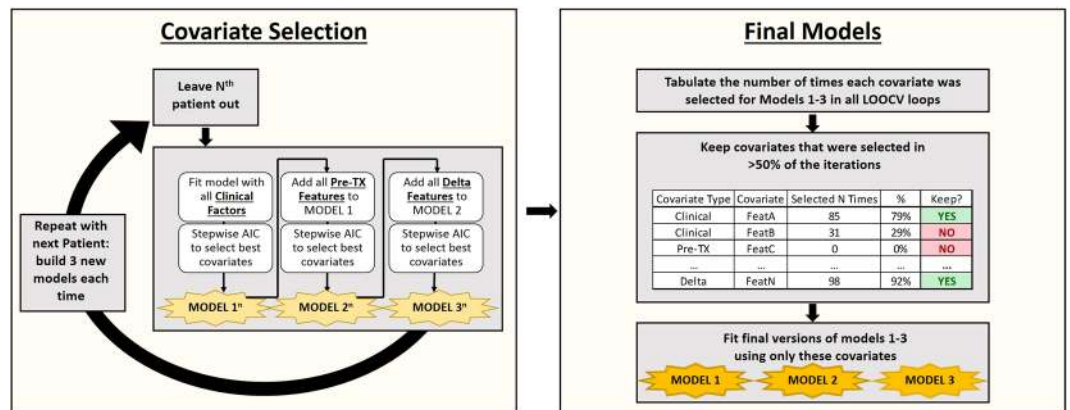 Covariate Selection
Leave Nth
patient out
Repeat with
next Patient:
build 3 new
models each
time
Fit model with
all Clinical
Factors
Stepwise AIC
to select best
covariates
MODEL 1ⁿ
Add all Pre-TX
Features to
MODEL 1
Stepwise AIC
to select best
covariates
MODEL 2ⁿ
Add all Delta
Features to
MODEL 2
Stepwise AIC
to select best
covariates
MODEL 3ⁿ
Final Models
Tabulate the number of times each covariate was
selected for Models 1-3 in all LOOCV loops
Keep covariates that were selected in
>50% of the iterations
Covariate Type Covariate Selected N Times % Keep?
Clinical FeatA 85 79% YES
Clinical FeatB 31 29% NO
Pre-TX FeatC 0 0% NO
... ... ... ... ....
Delta FeatN 98 92% YES
Fit final versions of models 1-3
using only these covariates
MODEL 1 MODEL 2 MODEL 3